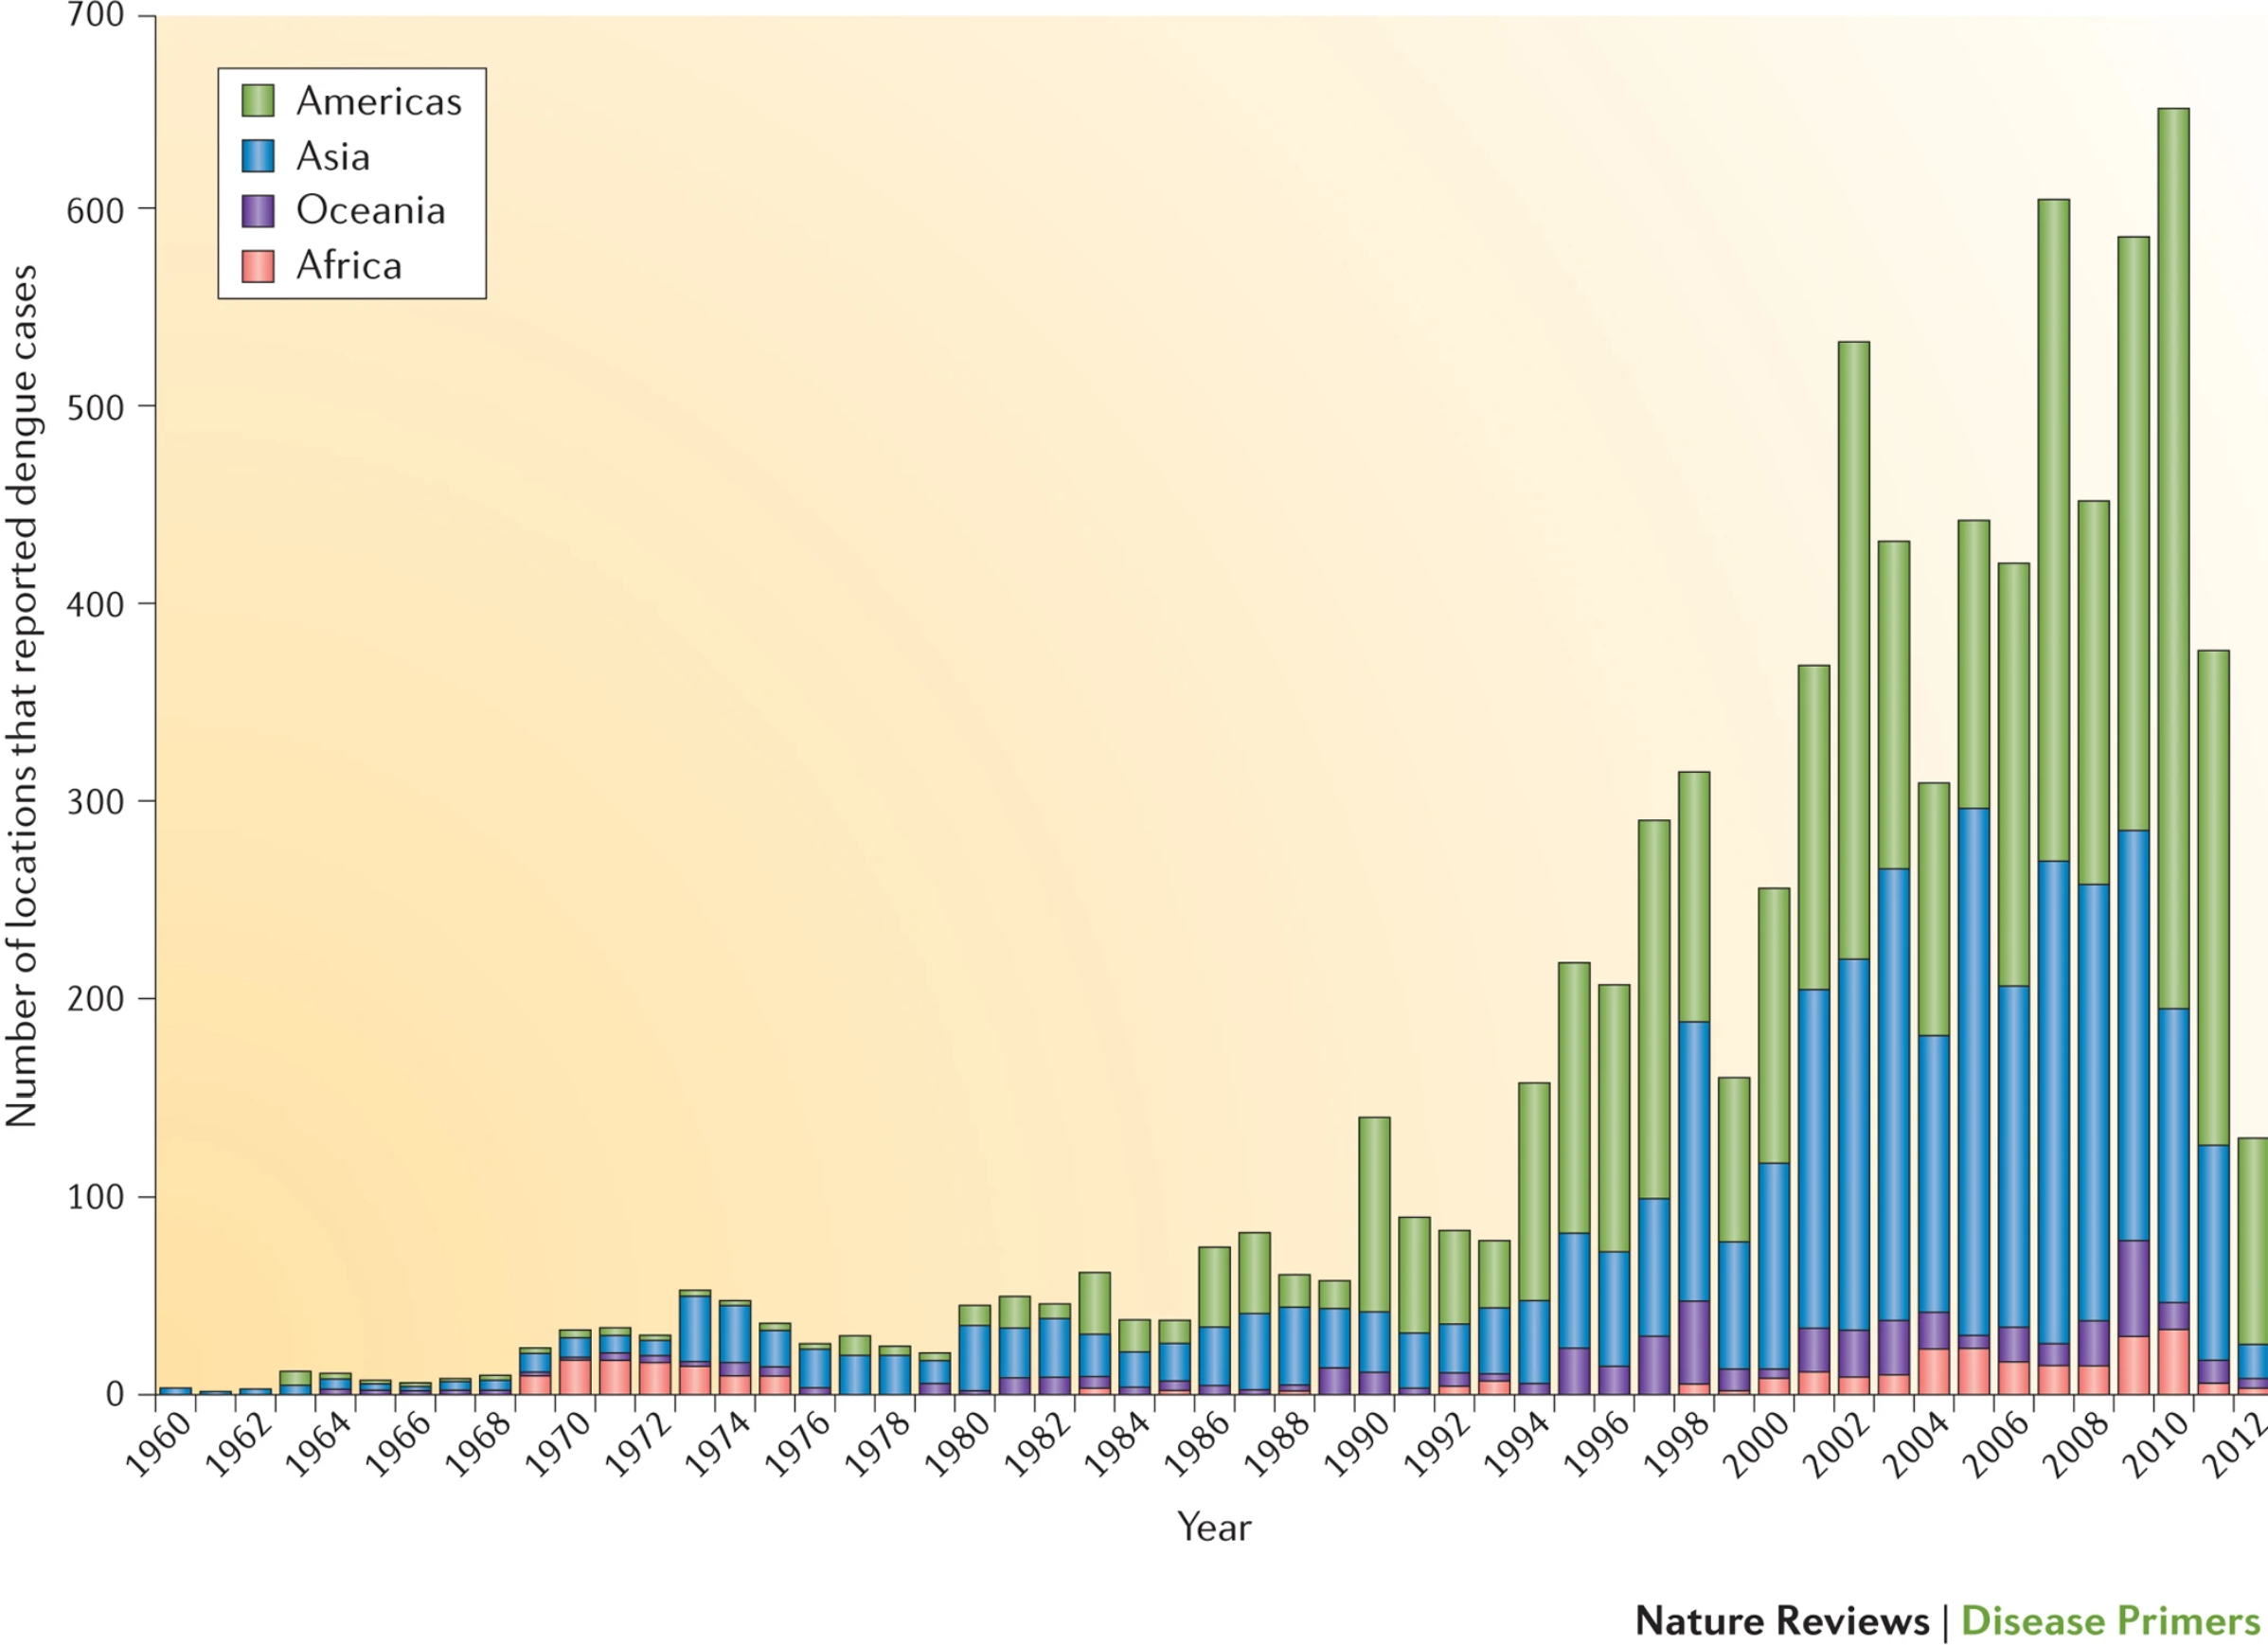 700
600
500
400
300
200
100
0
Number of locations that reported dengue cases
Americas
Asia
Oceania
Africa
1960 1962 1964 1966 1968 1970 1972 1974 1976 1978 1980 1982 1984 1986 1988 1990 1992 1994 1996 1998 2000 2002 2004 2006 2008 2010 2012
Year
Nature Reviews | Disease Primers